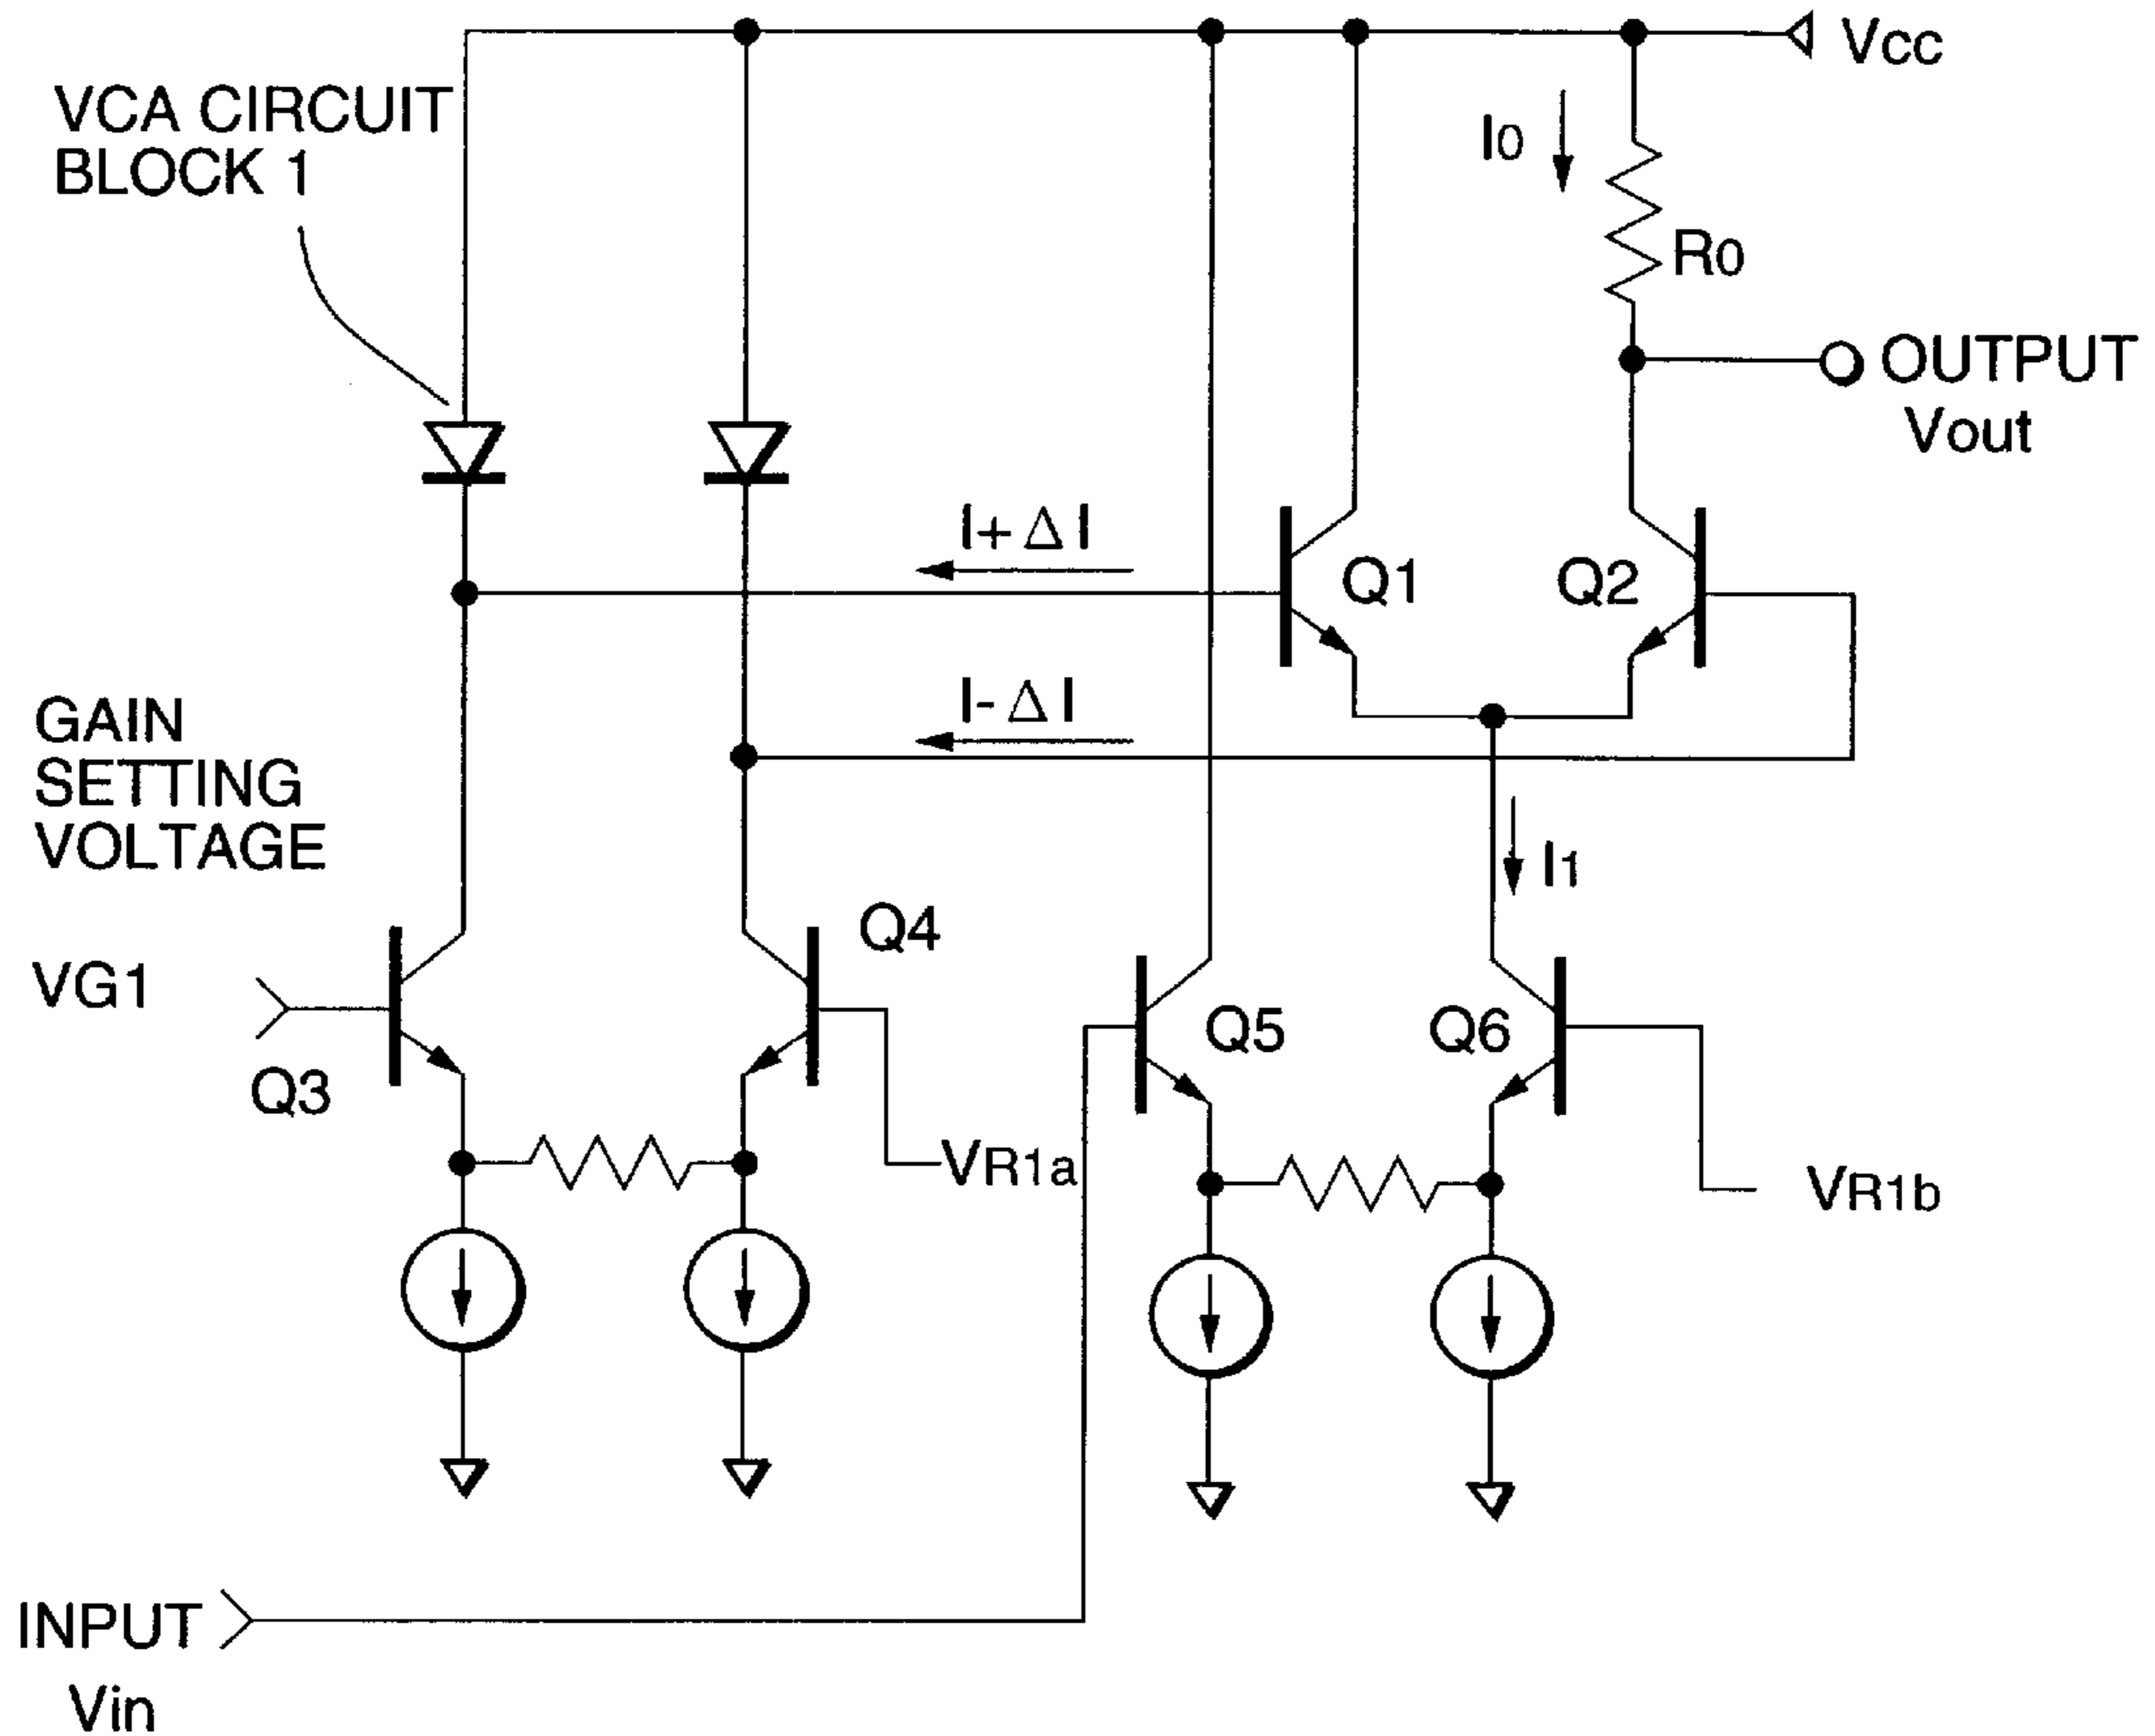 Vcc
VCA CIRCUIT
BLOCK 1
I0
R0
OUTPUT
Vout
I+ΔI
Q1
Q2
I-ΔI
GAIN
SETTING
VOLTAGE
I1
Q4
VG1
Q5
Q6
Q3
VR1a
VR1b
INPUT
Vin